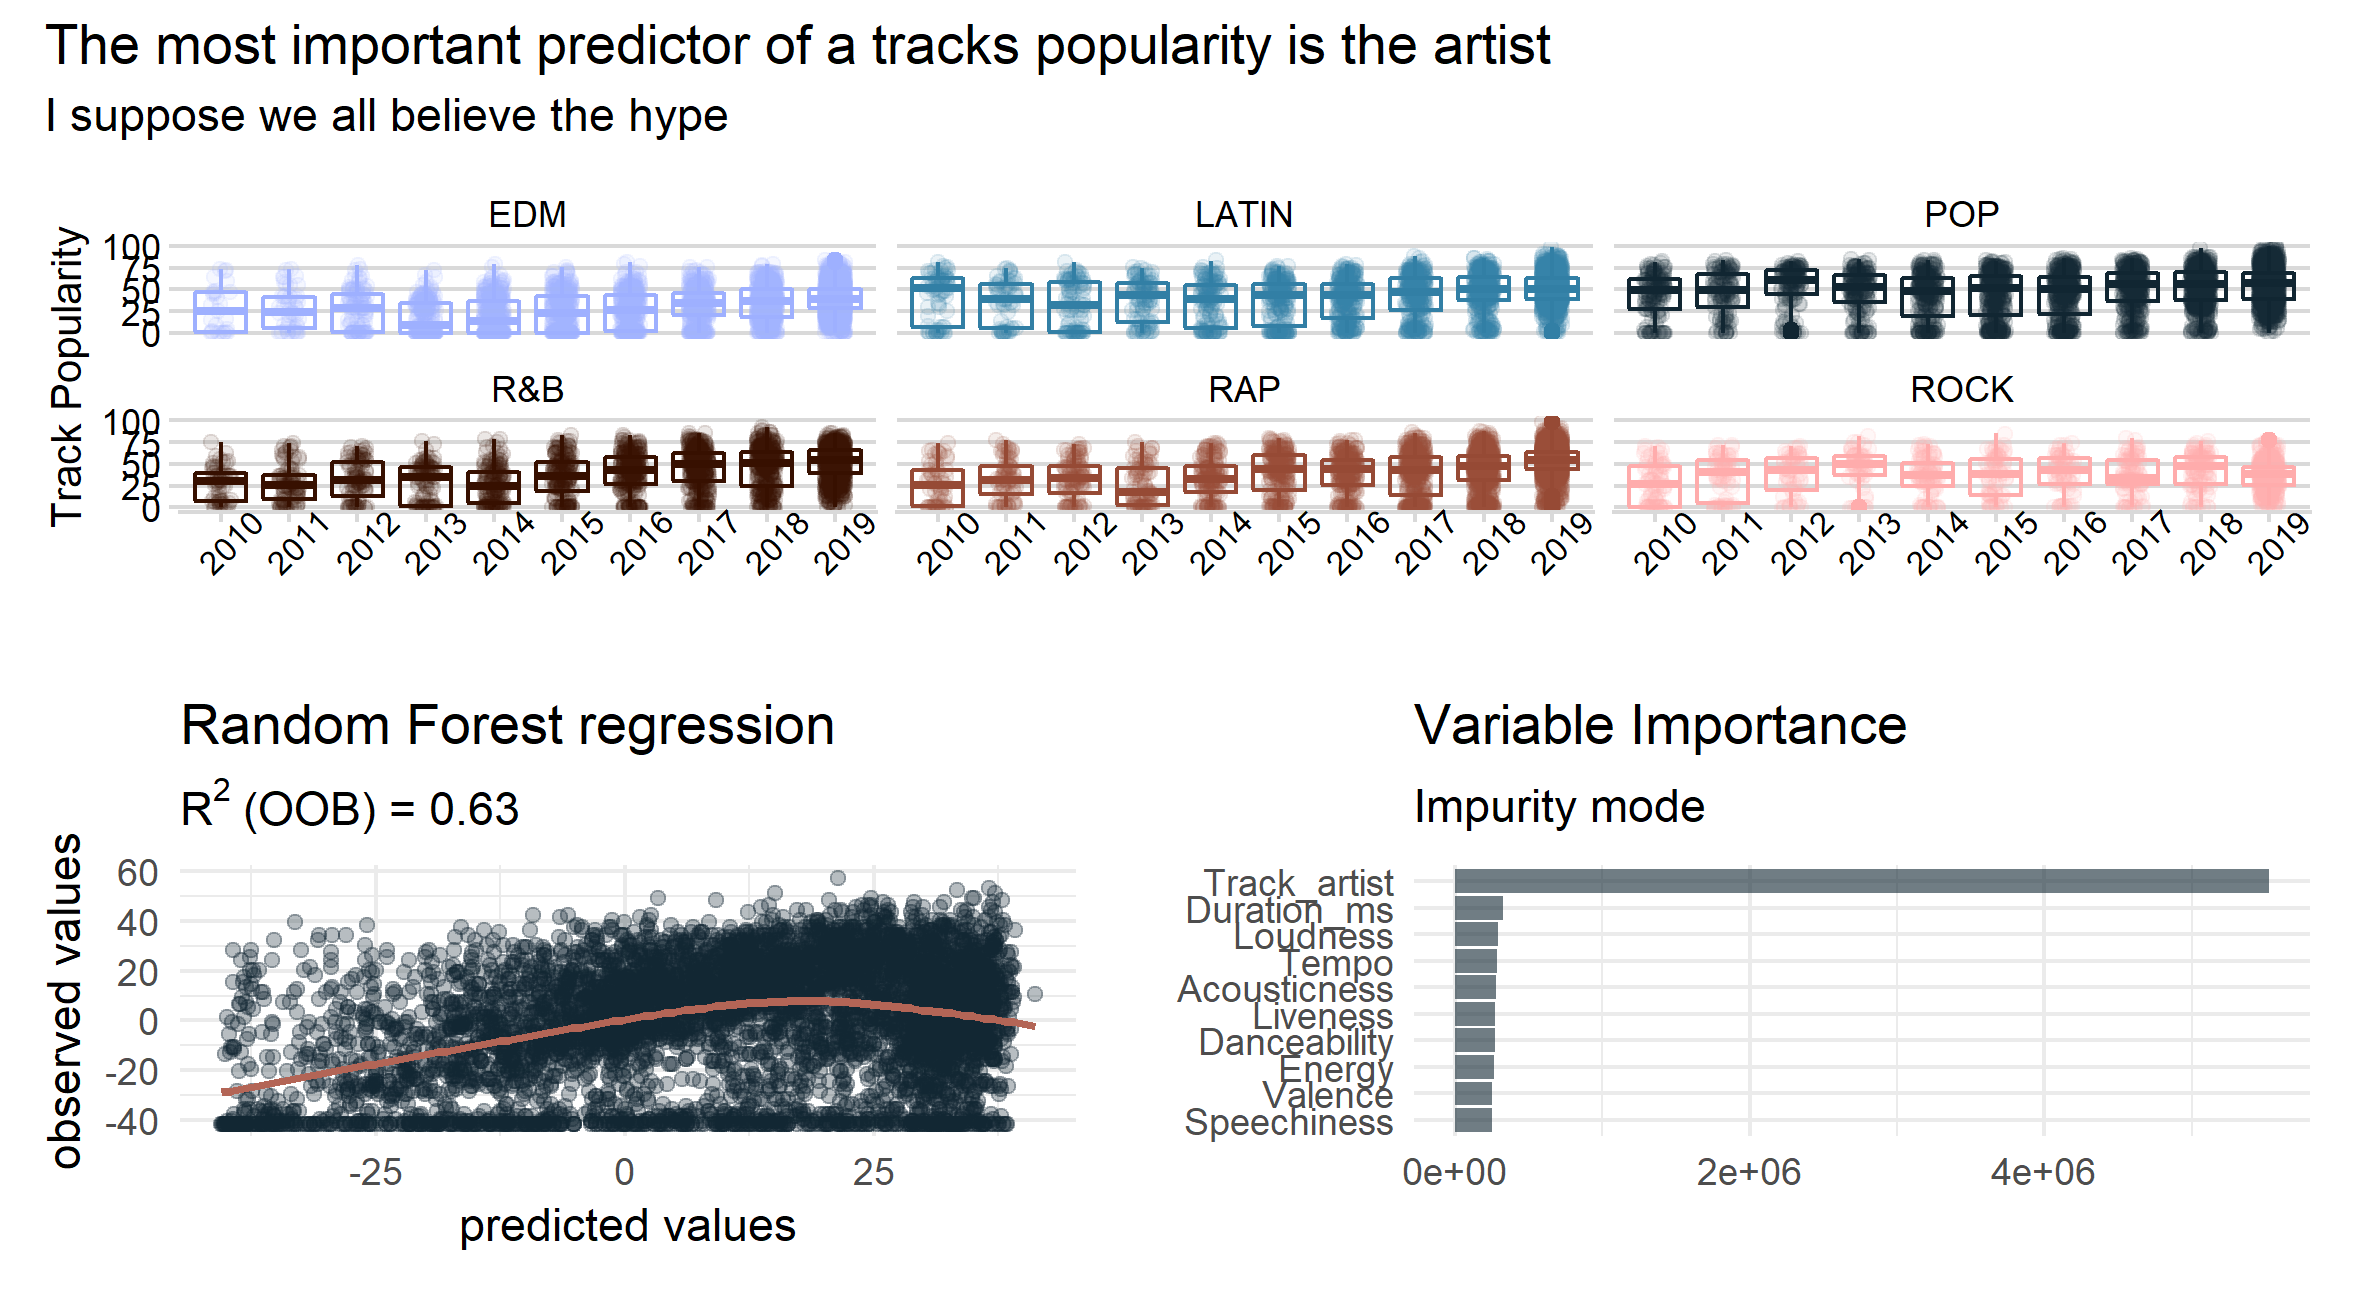 The most important predictor of a tracks popularity is the artist
I suppose we all believe the hype
EDM
LATIN
POP
Track Popularity
100
75
50
25
0
R&B
RAP
ROCK
100
75
50
25
0
2010 2011 2012 2013 2014 2015 2016 2017 2018 2019
2010 2011 2012 2013 2014 2015 2016 2017 2018 2019
2010 2011 2012 2013 2014 2015 2016 2017 2018 2019
Random Forest regression
R² (OOB) = 0.63
observed values
60
40
20
0
-20
-40
-25 0 25
predicted values
Variable Importance
Impurity mode
Track_artist
Duration_ms
Loudness
Tempo
Acousticness
Liveness
Danceability
Energy
Valence
Speechiness
0e+00 2e+06 4e+06